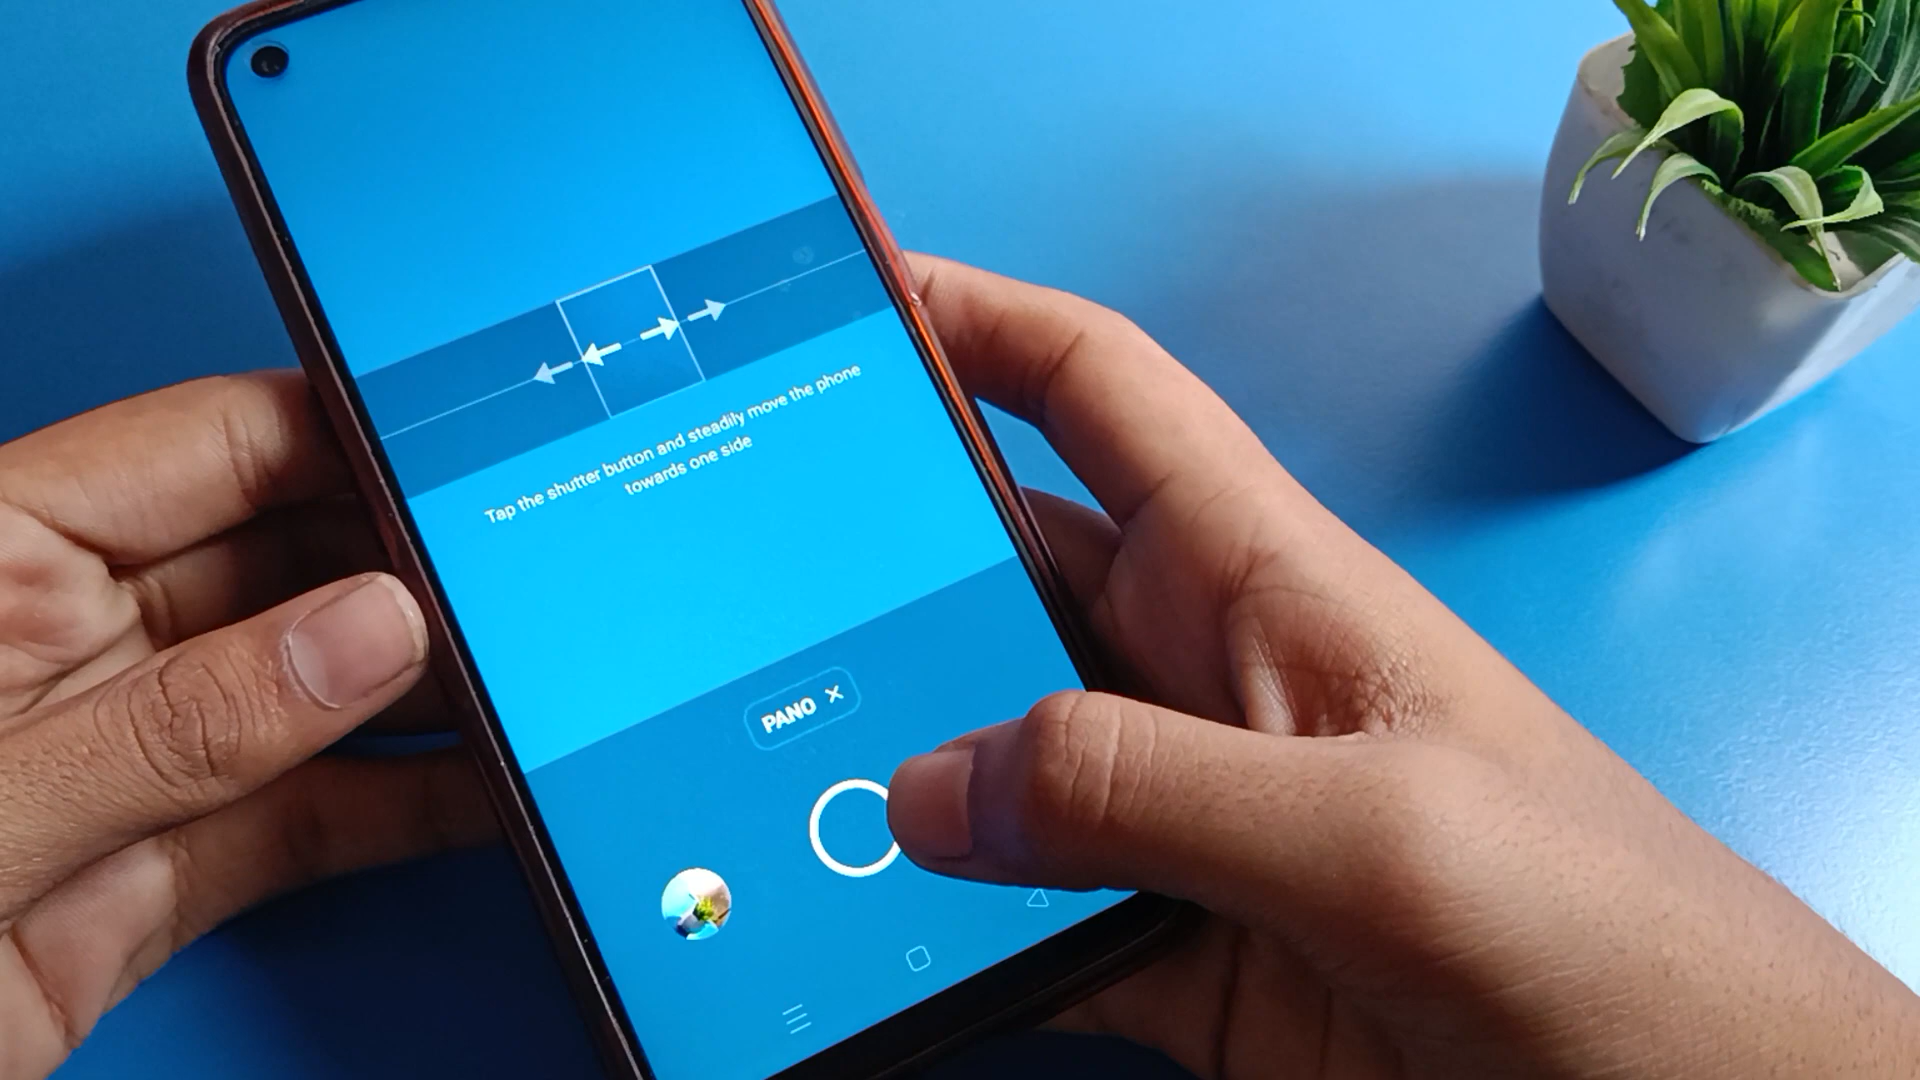 Tap the shutter button and steadily move the phone
towards one side
PANO ×